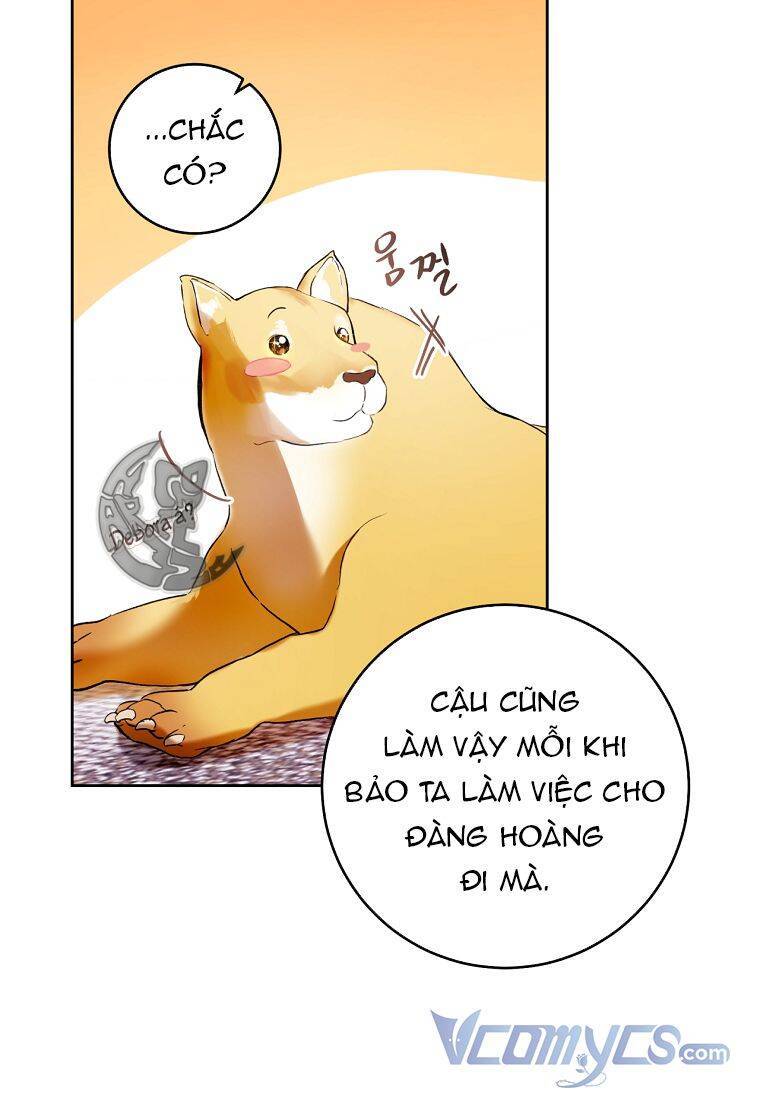 ...CHẮC
CÓ?
움찔
Debora à?
CẬU CŨNG
LÀM VẬY MỖI KHI
BẢO TA LÀM VIỆC CHO
ĐÀNG HOÀNG
ĐI MÀ.
VCOMYCS.com